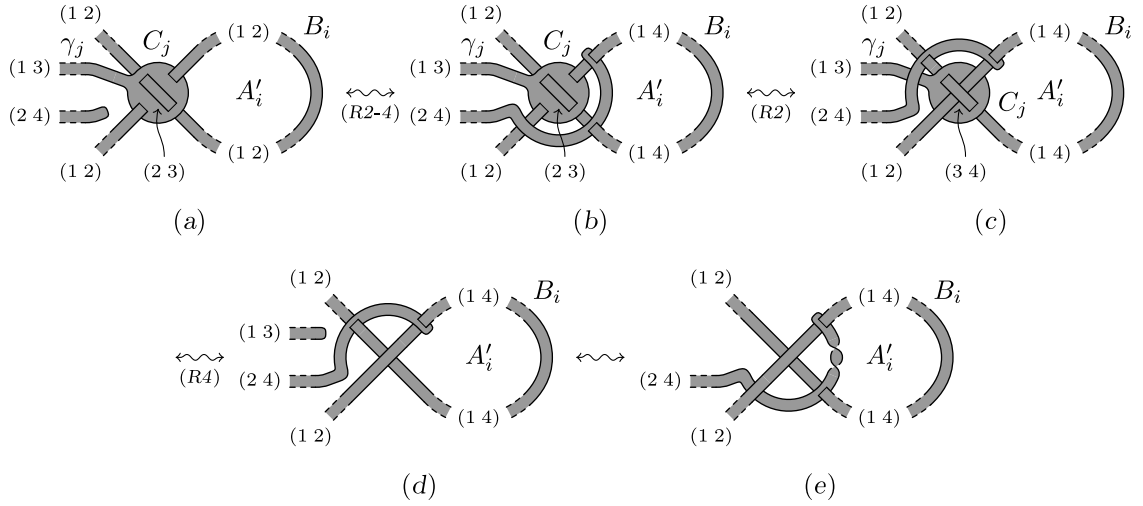 (1 2) (1 2) (1 2)
γ_j C_j (1 2) B_i γ_j C_j (1 4) B_i γ_j (1 4) B_i
(1 3) (1 3) (1 3)
A'_i A'_i C_j A'_i
(R2-4) (R2)
(2 4) (2 4) (2 4)
(1 2) (2 3) (1 2) (1 2) (2 3) (1 4) (1 2) (3 4) (1 4)
(a) (b) (c)
(1 2) (1 2)
(1 4) B_i (1 4) B_i
(1 3)
A'_i A'_i
(R4)
(2 4) (2 4)
(1 2) (1 4) (1 2) (1 4)
(d) (e)